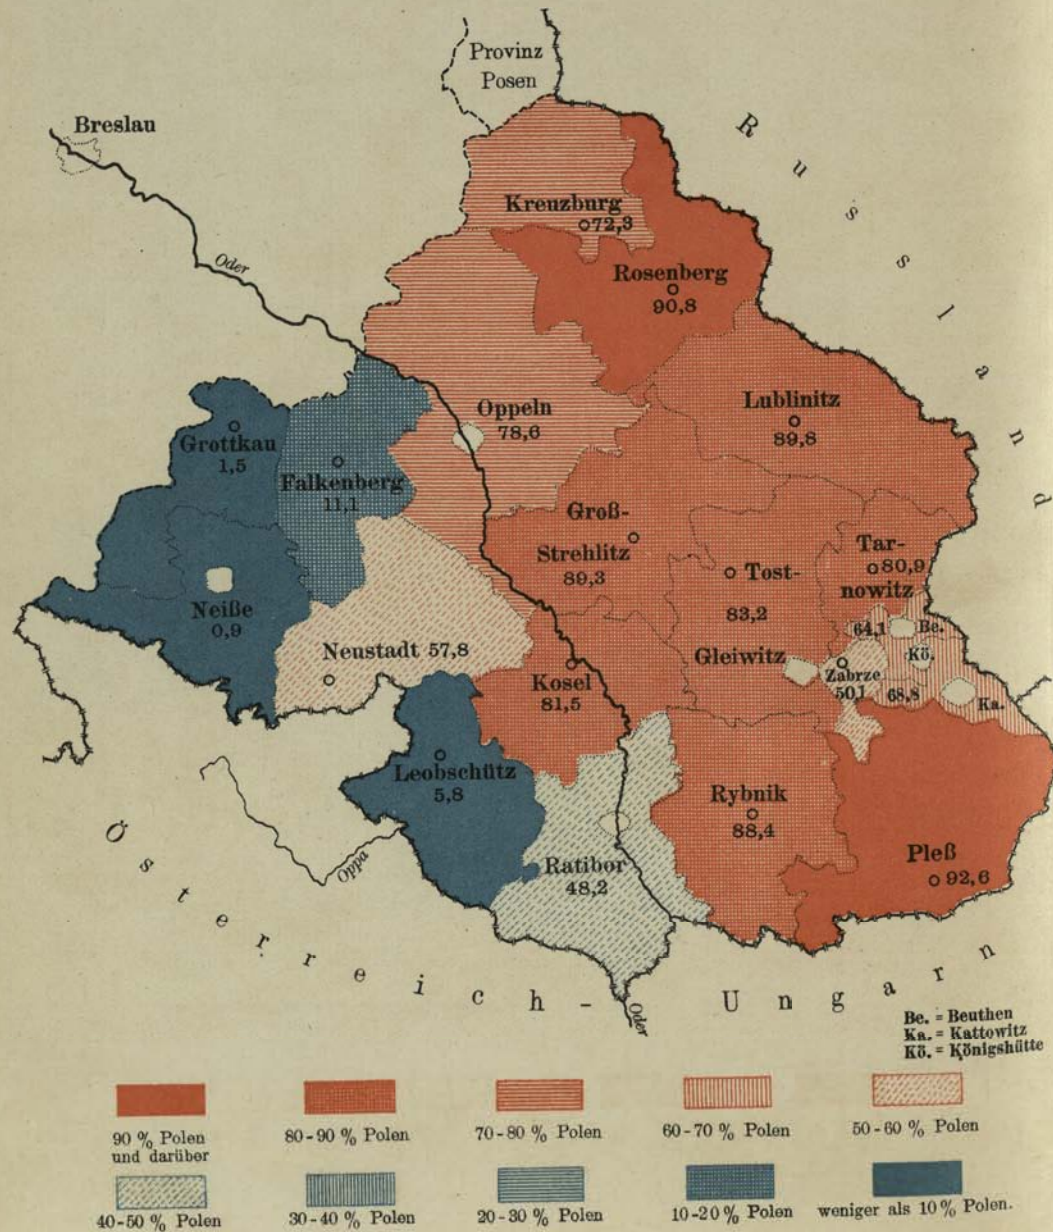 Provinz
Posen
Breslau
Rußland
Oder
Kreuzburg
72,3
Rosenberg
90,8
Oppeln
78,6
Lublinitz
89,8
Grottkau
1,5
Falkenberg
11,1
Groß-
Strehlitz
89,3
Tar-
80,9
nowitz
Tost-
83,2
Gleiwitz
Neiße
0,9
Neustadt 57,8
64,1
Be.
Kö.
Zabrze
50,1
68,8
Ka.
Kosel
81,5
Leobschütz
5,8
Rybnik
88,4
Ratibor
48,2
Pleß
92,6
Oppa
Österreich-Ungarn
Oder
Be. = Beuthen
Ka. = Kattowitz
Kö. = Königshütte
90 % Polen
und darüber
80-90 % Polen
70-80 % Polen
60-70 % Polen
50-60 % Polen
40-50 % Polen
30-40 % Polen
20-30 % Polen
10-20 % Polen
weniger als 10 % Polen.